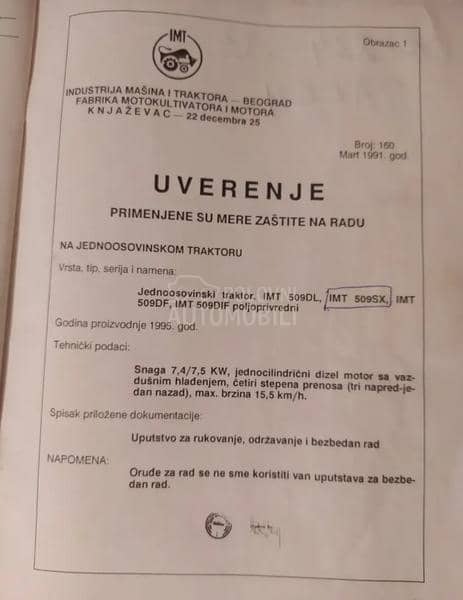 IMT
Obrazac 1
INDUSTRIJA MAŠINA I TRAKTORA — BEOGRAD
FABRIKA MOTOKULTIVATORA I MOTORA
KNJAŽEVAC — 22 decembra 25
Broj: 160
Mart 1991. god.
UVERENJE
PRIMENJENE SU MERE ZAŠTITE NA RADU
NA JEDNOOSOVINSKOM TRAKTORU
Vrsta, tip, serija i namena:
Jednoosovinski traktor, IMT 509DL, IMT 509SX, IMT
509DF, IMT 509DIF poljoprivredni
POLOVNI
AUTOMOBILI
Godina proizvodnje 1995. god.
Tehnički podaci:
Snaga 7,4/7,5 KW, jednocilindrični dizel motor sa vaz-
dušnim hlađenjem, četiri stepena prenosa (tri napred-je-
dan nazad), max. brzina 15,5 km/h.
Spisak priložene dokumentacije:
Uputstvo za rukovanje, održavanje i bezbedan rad
NAPOMENA:
Oruđe za rad se ne sme koristiti van uputstava za bezbe-
dan rad.